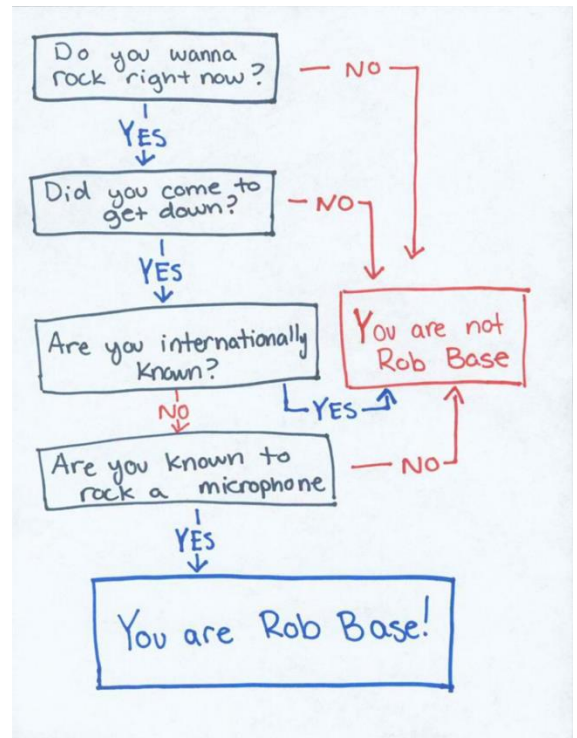 Do you wanna
rock right now?
NO
YES
Did you come to
get down?
NO
YES
Are you internationally
known?
You are not
Rob Base
NO
YES
Are you known to
rock a microphone
NO
YES
You are Rob Base!